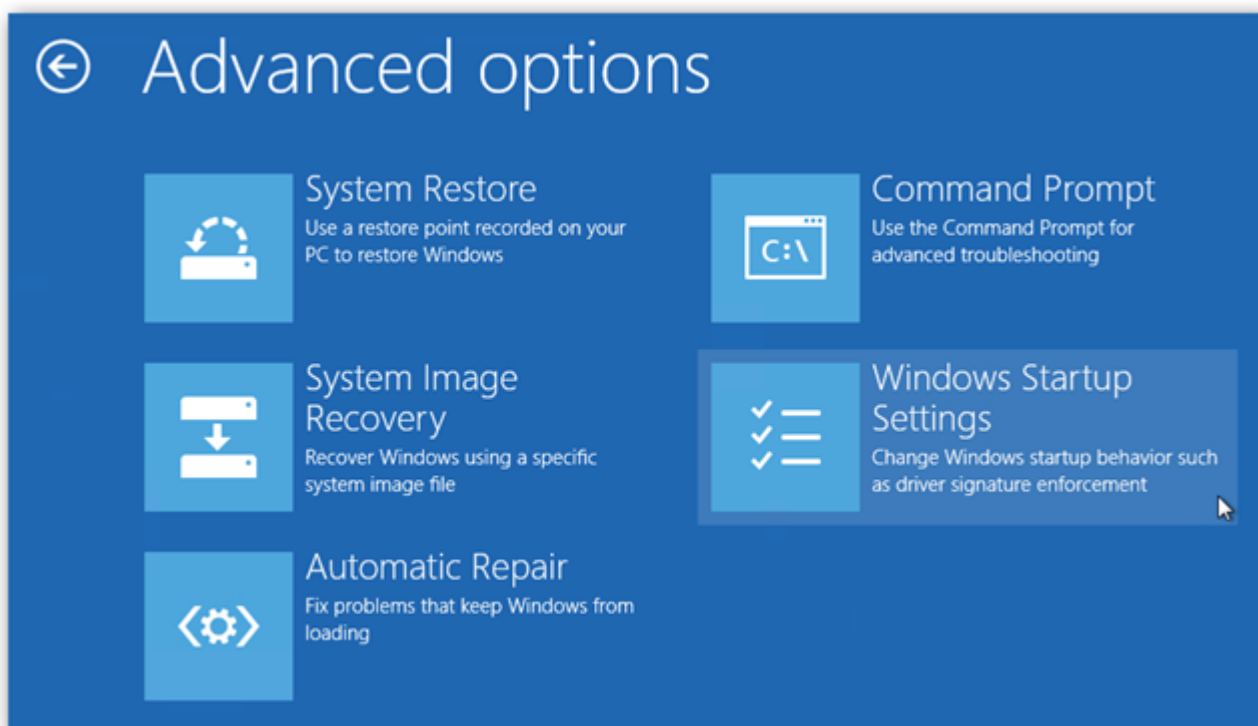 Advanced options
System Restore
Use a restore point recorded on your
PC to restore Windows
System Image
Recovery
Recover Windows using a specific
system image file
Automatic Repair
Fix problems that keep Windows from
loading
Command Prompt
C:\
Use the Command Prompt for
advanced troubleshooting
Windows Startup
Settings
Change Windows startup behavior such
as driver signature enforcement